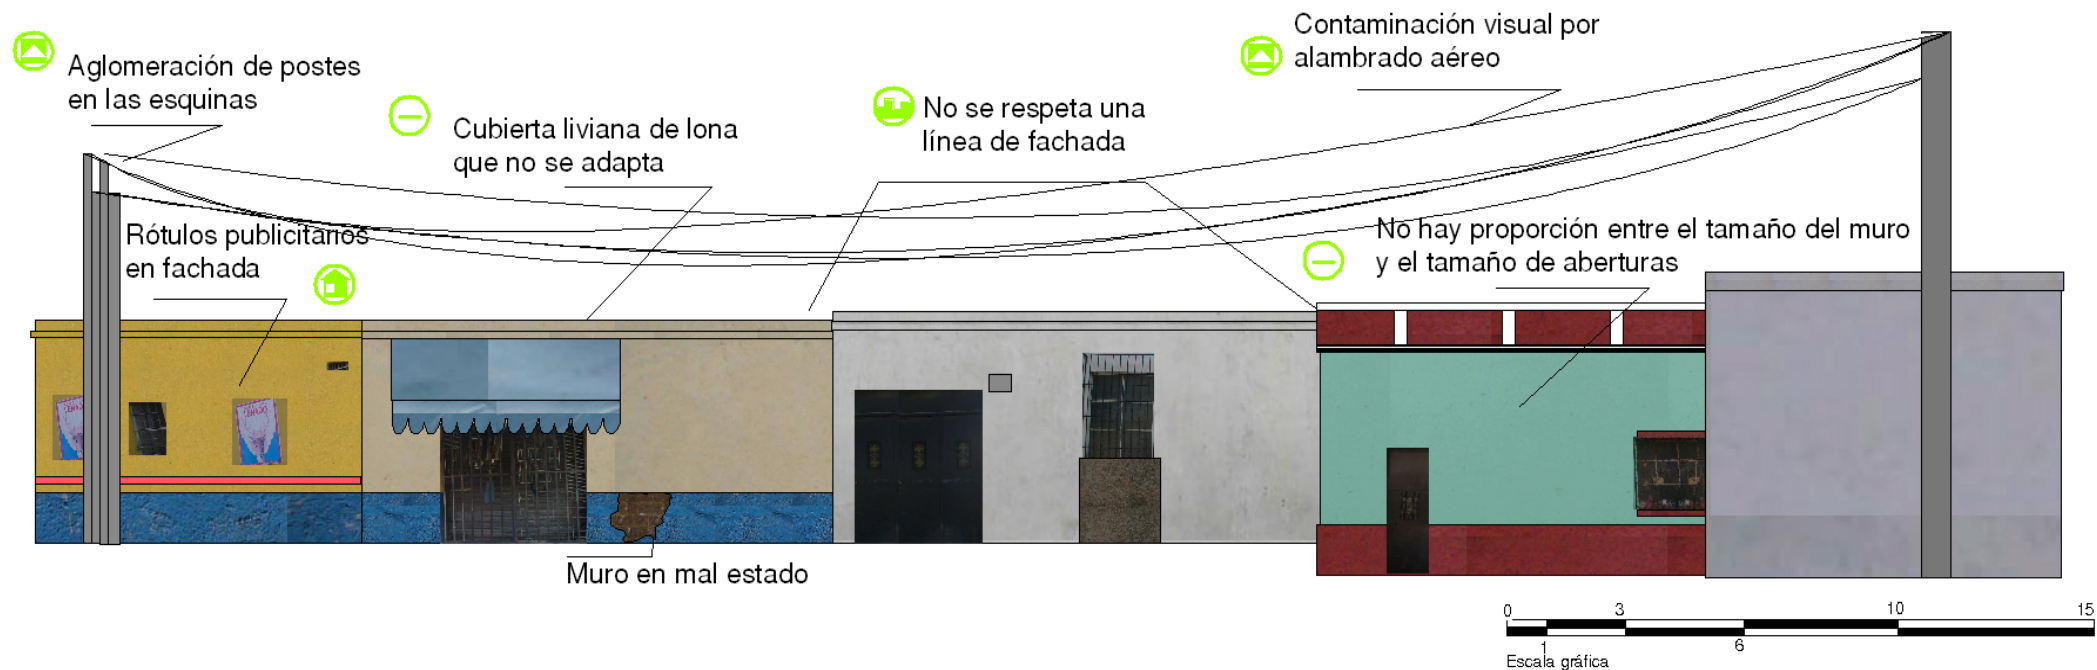 Aglomeración de postes
en las esquinas
Cubierta liviana de lona
que no se adapta
No se respeta una
línea de fachada
Contaminación visual por
alambrado aéreo
Rótulos publicitarios
en fachada
No hay proporción entre el tamaño del muro
y el tamaño de aberturas
Muro en mal estado
0 3 10 15
1 6
Escala gráfica